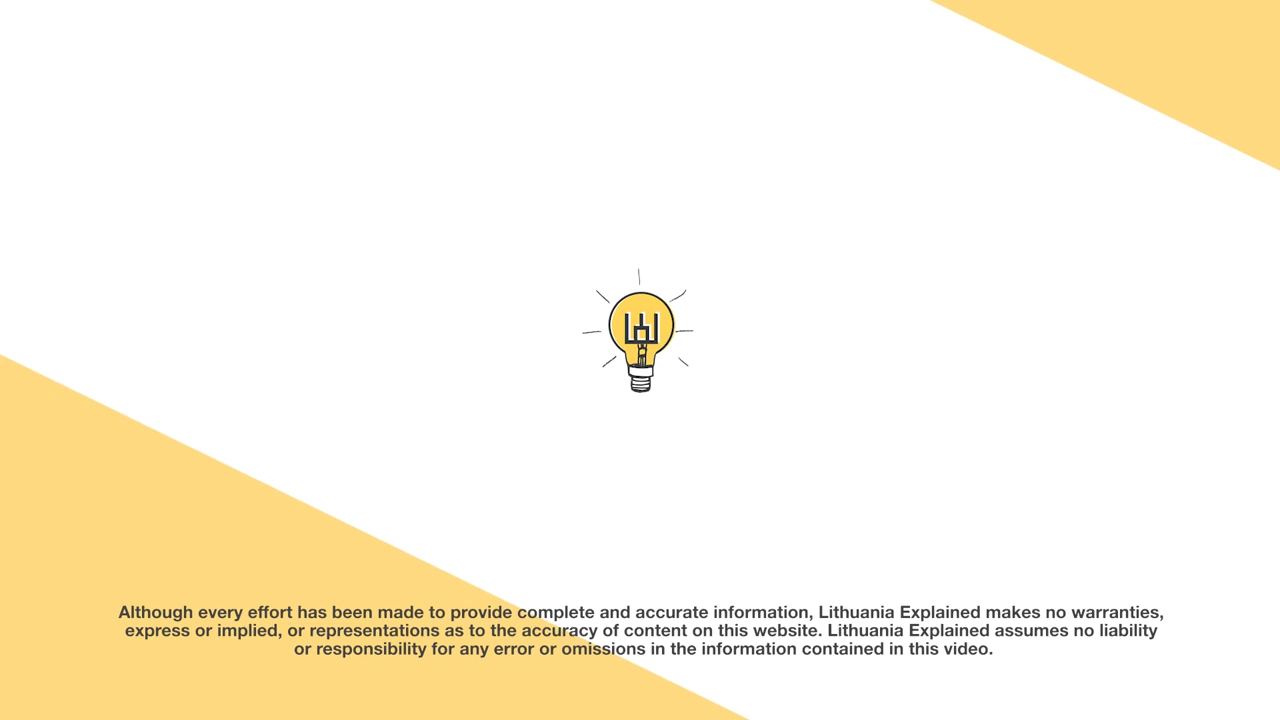 Although every effort has been made to provide complete and accurate information, Lithuania Explained makes no warranties,
express or implied, or representations as to the accuracy of content on this website. Lithuania Explained assumes no liability
or responsibility for any error or omissions in the information contained in this video.